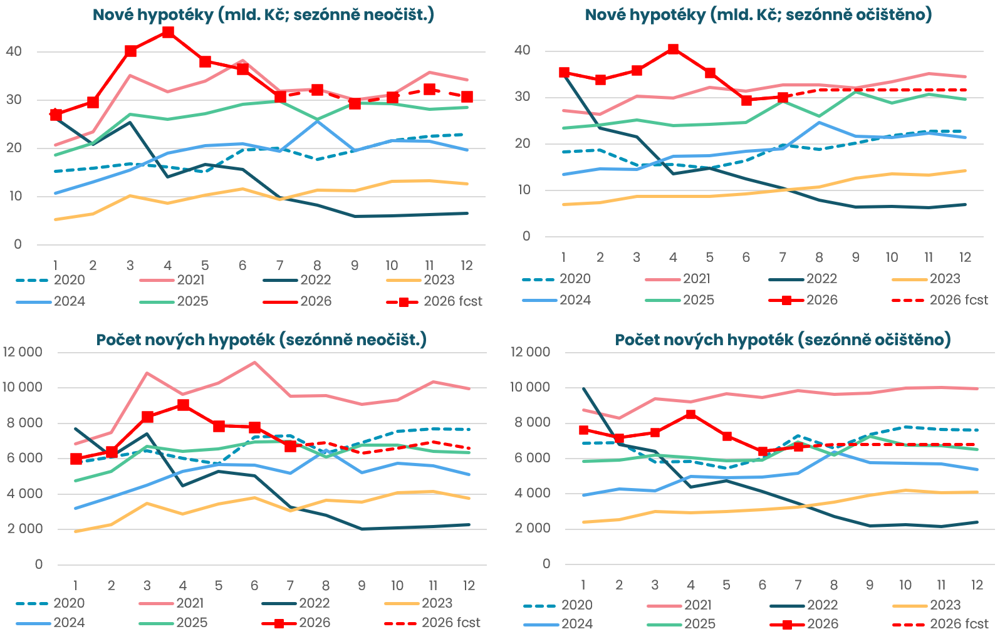 Nové hypotéky (mld. Kč; sezónně neočišt.)
40
30
20
10
0
1 2 3 4 5 6 7 8 9 10 11 12
2020 2021 2022 2023
2024 2025 2026 2026 fcst
Nové hypotéky (mld. Kč; sezónně očištěno)
40
30
20
10
0
1 2 3 4 5 6 7 8 9 10 11 12
2020 2021 2022 2023
2024 2025 2026 2026 fcst
Počet nových hypoték (sezónně neočišt.)
12 000
10 000
8 000
6 000
4 000
2 000
0
1 2 3 4 5 6 7 8 9 10 11 12
2020 2021 2022 2023
2024 2025 2026 2026 fcst
Počet nových hypoték (sezónně očištěno)
12 000
10 000
8 000
6 000
4 000
2 000
0
1 2 3 4 5 6 7 8 9 10 11 12
2020 2021 2022 2023
2024 2025 2026 2026 fcst